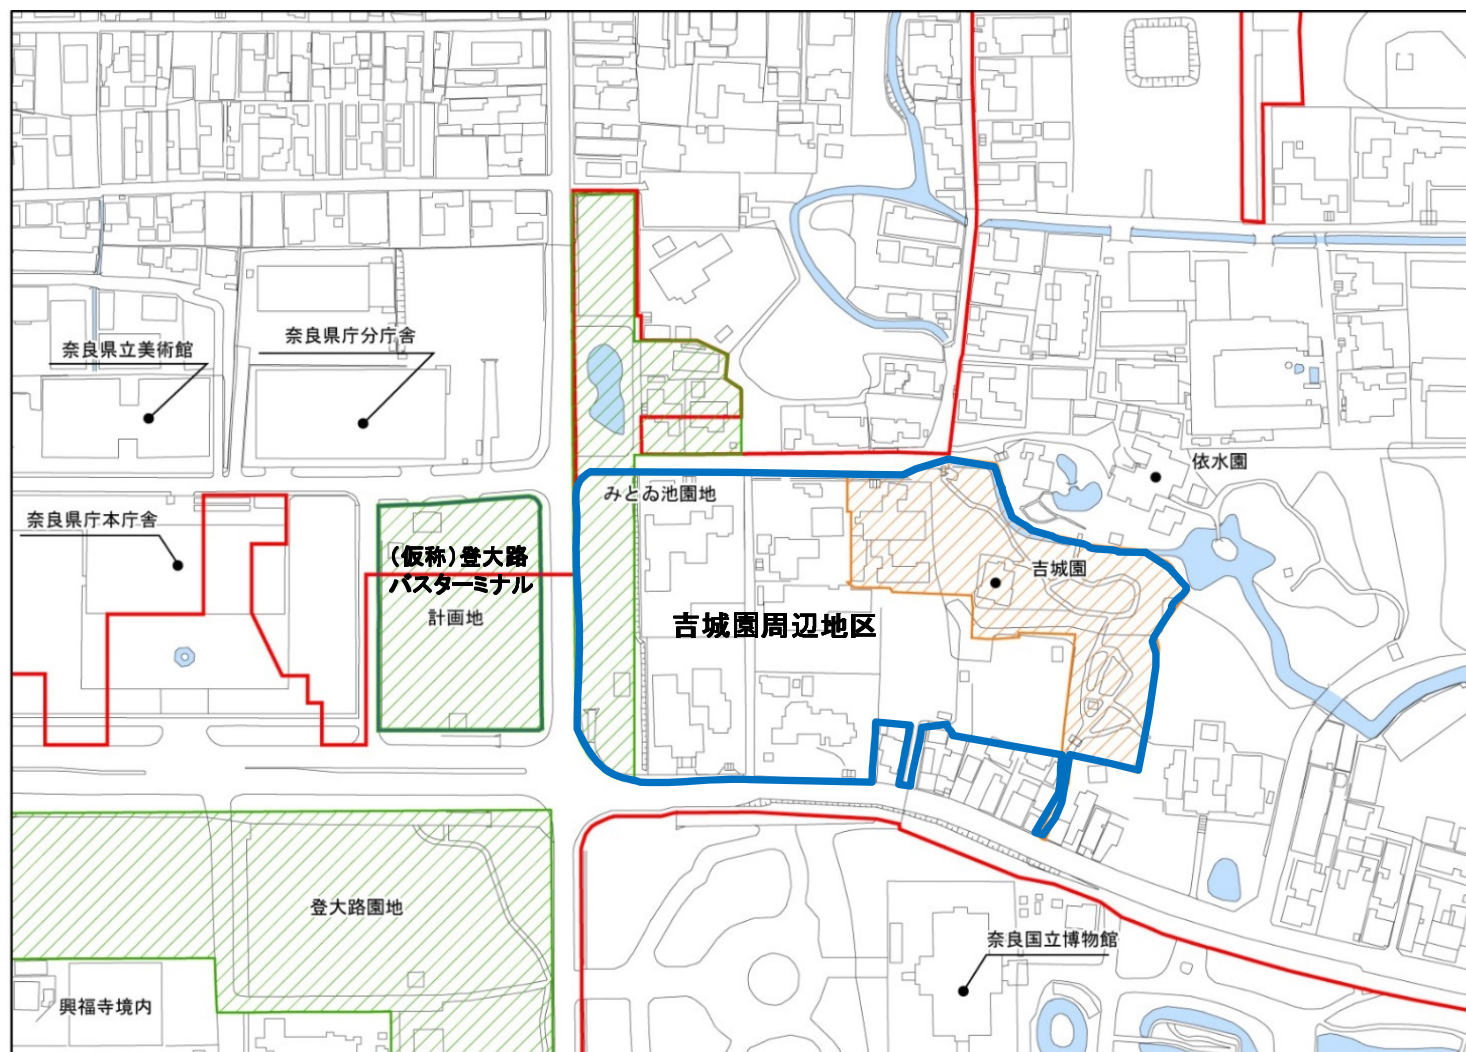 奈良県立美術館
奈良県庁分庁舎
依水園
みとゐ池園地
奈良県庁本庁舎
（仮称）登大路
バスターミナル
計画地
吉城園
吉城園周辺地区
登大路園地
奈良国立博物館
興福寺境内